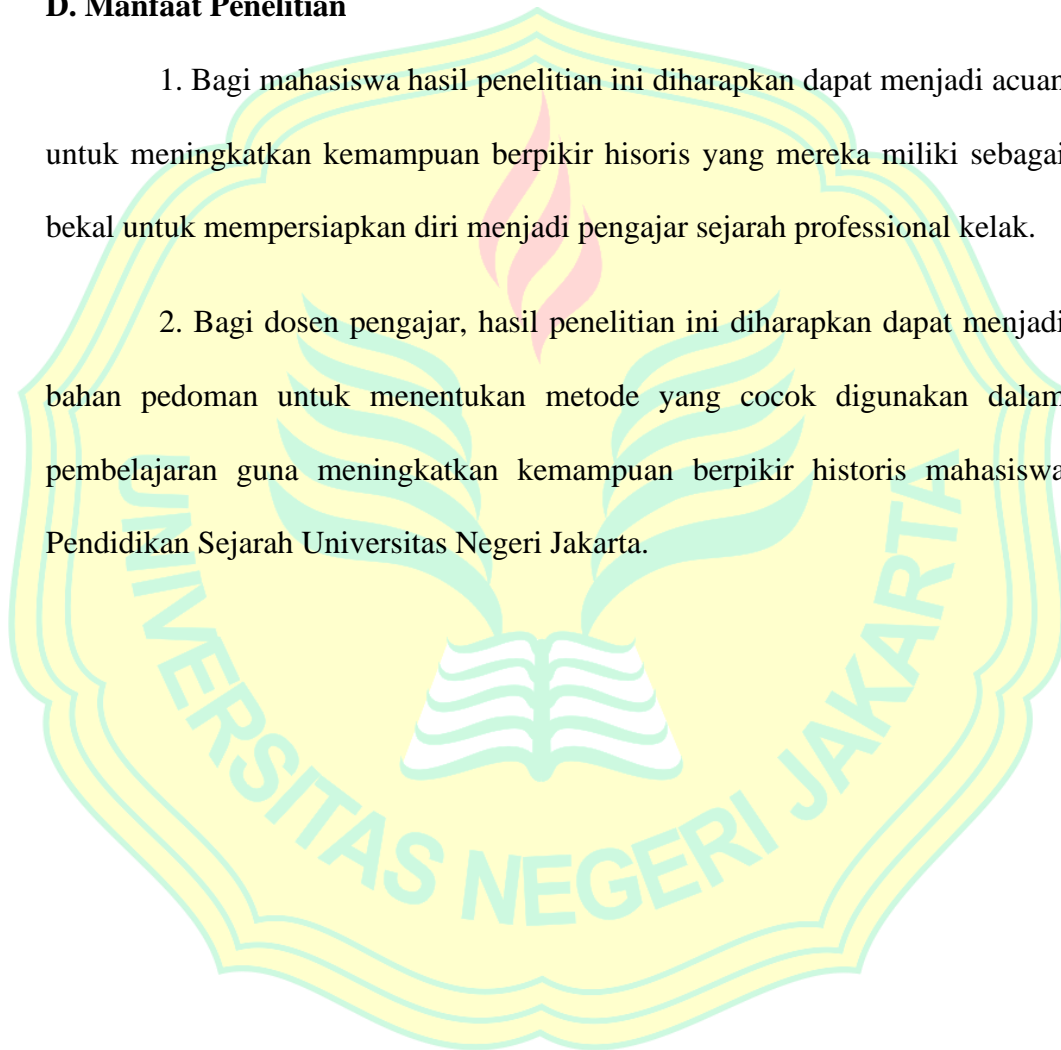 D. Manfaat Penelitian
1. Bagi mahasiswa hasil penelitian ini diharapkan dapat menjadi acuan
untuk meningkatkan kemampuan berpikir hisoris yang mereka miliki sebagai
bekal untuk mempersiapkan diri menjadi pengajar sejarah professional kelak.
2. Bagi dosen pengajar, hasil penelitian ini diharapkan dapat menjadi
bahan pedoman untuk menentukan metode yang cocok digunakan dalam
pembelajaran guna meningkatkan kemampuan berpikir historis mahasiswa
Pendidikan Sejarah Universitas Negeri Jakarta.
UNIVERSITAS NEGERI JAKARTA